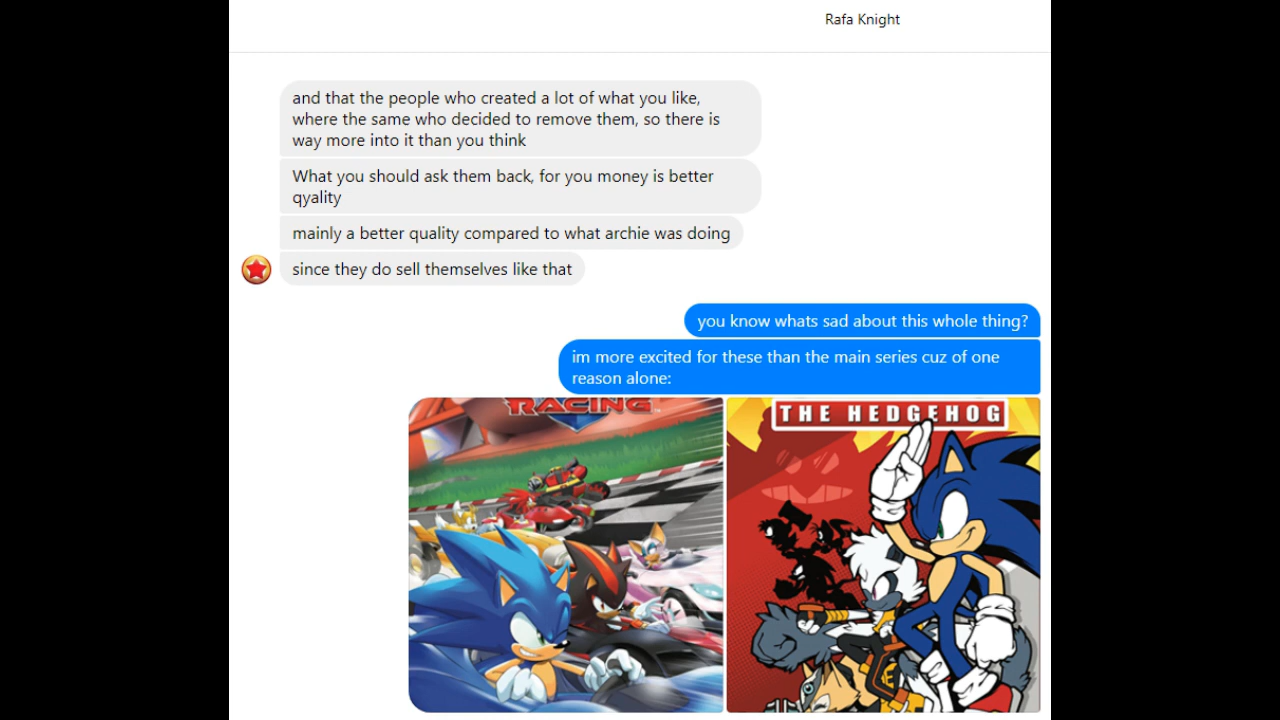 Rafa Knight
and that the people who created a lot of what you like,
where the same who decided to remove them, so there is
way more into it than you think
What you should ask them back, for you money is better
qyality
mainly a better quality compared to what archie was doing
since they do sell themselves like that
you know whats sad about this whole thing?
im more excited for these than the main series cuz of one
reason alone:
RACING
THE HEDGEHOG